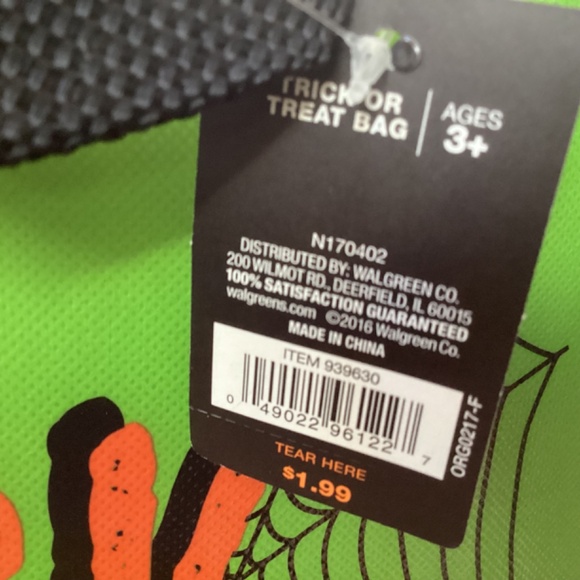 TRICK OR
TREAT BAG
AGES
3+
N170402
DISTRIBUTED BY: WALGREEN CO.
200 WILMOT RD., DEERFIELD, IL 60015
100% SATISFACTION GUARANTEED
walgreens.com ©2016 Walgreen Co.
MADE IN CHINA
ITEM 939630
0 49022 96122 7
ORG0217-F
TEAR HERE
$1.99